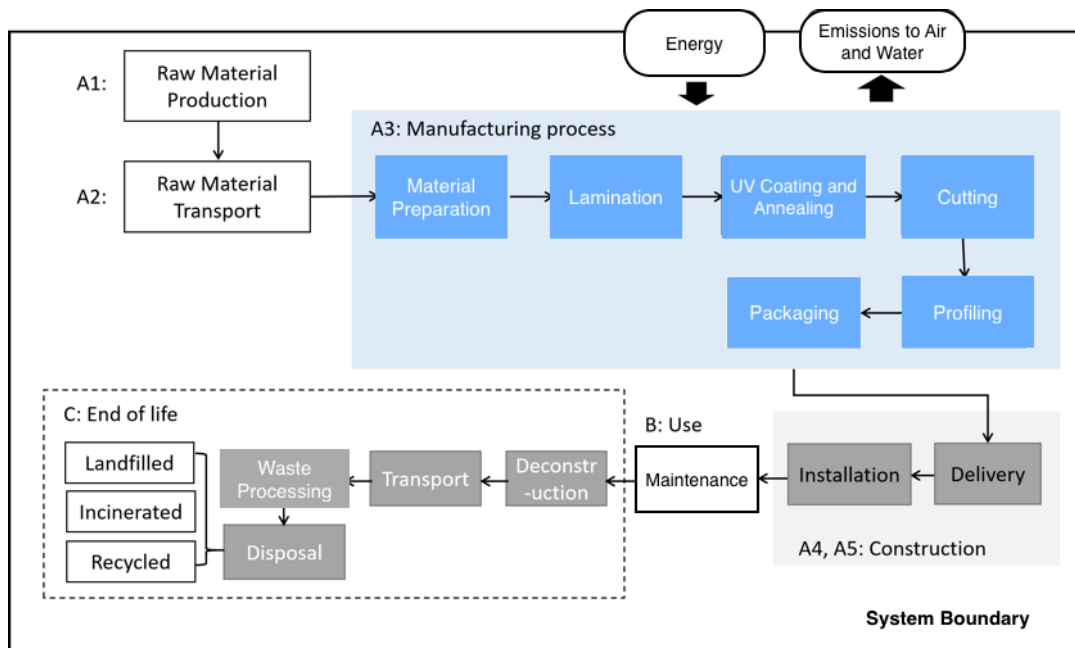 Energy
Emissions to Air
and Water
A1:
Raw Material
Production
A3: Manufacturing process
A2:
Raw Material
Transport
Material
Preparation
Lamination
UV Coating and
Annealing
Cutting
Packaging
Profiling
C: End of life
B: Use
Landfilled
Incinerated
Recycled
Waste
Processing
Disposal
Transport
Deconstr
-uction
Maintenance
Installation
Delivery
A4, A5: Construction
System Boundary